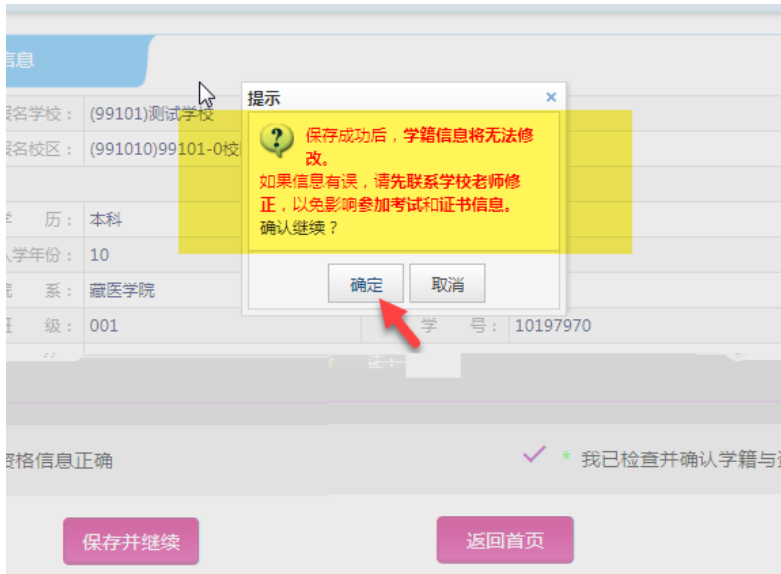 信息
提示
×
报名学校： (99101)测试学校
报名校区： (991010)99101-0校
保存成功后，学籍信息将无法修
改。
如果信息有误，请先联系学校老师修
正，以免影响参加考试和证书信息。
确认继续？
学 历： 本科
入学年份： 10
院 系： 藏医学院
确定 取消
班 级： 001 学 号： 10197970
注：
资格信息正确 * 我已检查并确认学籍与
保存并继续 返回首页